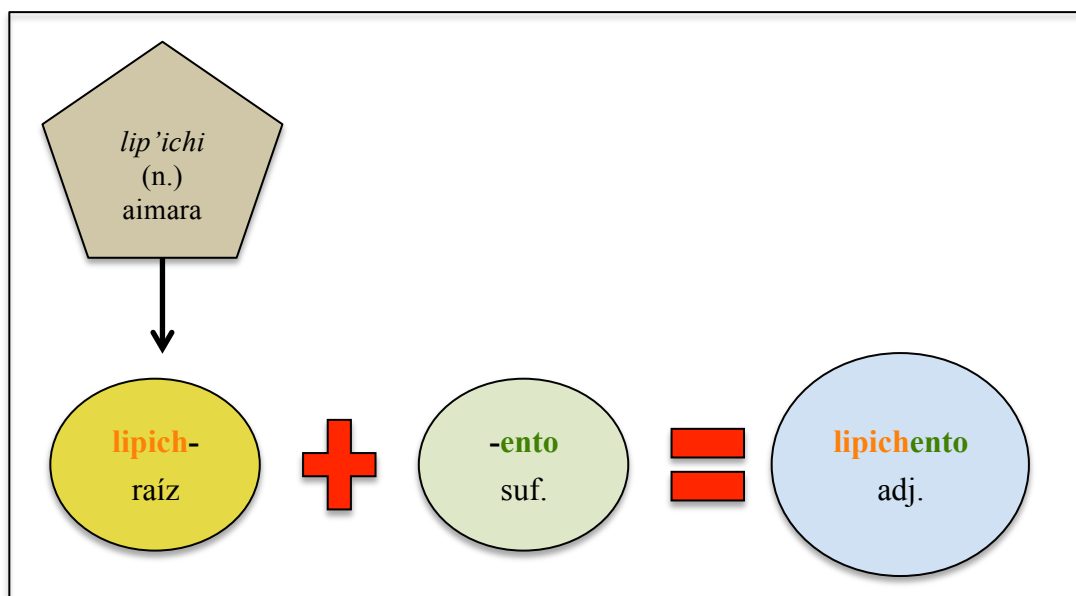 lip’ichi
(n.)
aimara
lipich-
raíz
-ento
suf.
lipichento
adj.